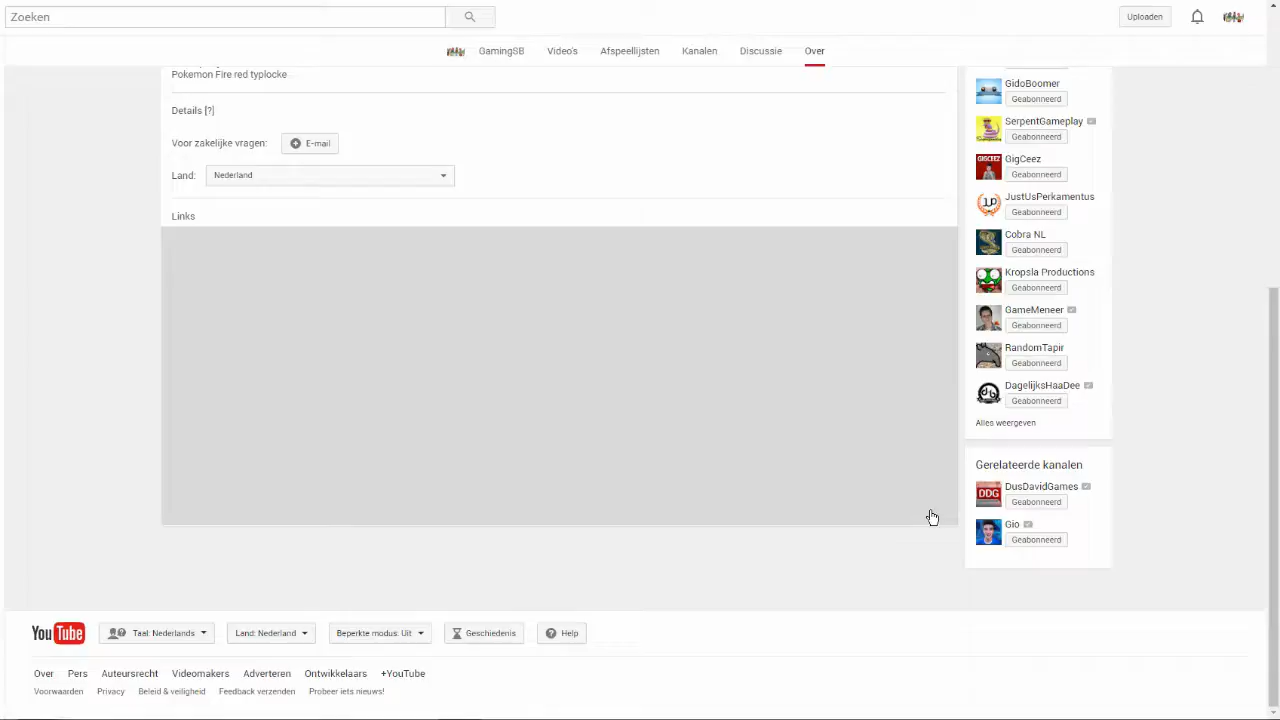 Zoeken
Uploaden
GamingSB Video's Afspeellijsten Kanalen Discussie Over
Pokemon Fire red typlocke
Details [?]
Voor zakelijke vragen: E-mail
Land: Nederland
Links
GidoBoomer
Geabonneerd
SerpentGameplay
Geabonneerd
GIGCEEZ
GigCeez
Geabonneerd
JustUsPerkamentus
Geabonneerd
Cobra NL
Geabonneerd
Kropsla Productions
Geabonneerd
GameMeneer
Geabonneerd
RandomTapir
Geabonneerd
DagelijksHaaDee
Geabonneerd
Alles weergeven
Gerelateerde kanalen
DDG
DusDavidGames
Geabonneerd
Gio
Geabonneerd
YouTube Taal: Nederlands Land: Nederland Beperkte modus: Uit Geschiedenis Help
Over Pers Auteursrecht Videomakers Adverteren Ontwikkelaars +YouTube
Voorwaarden Privacy Beleid & veiligheid Feedback verzenden Probeer iets nieuws!